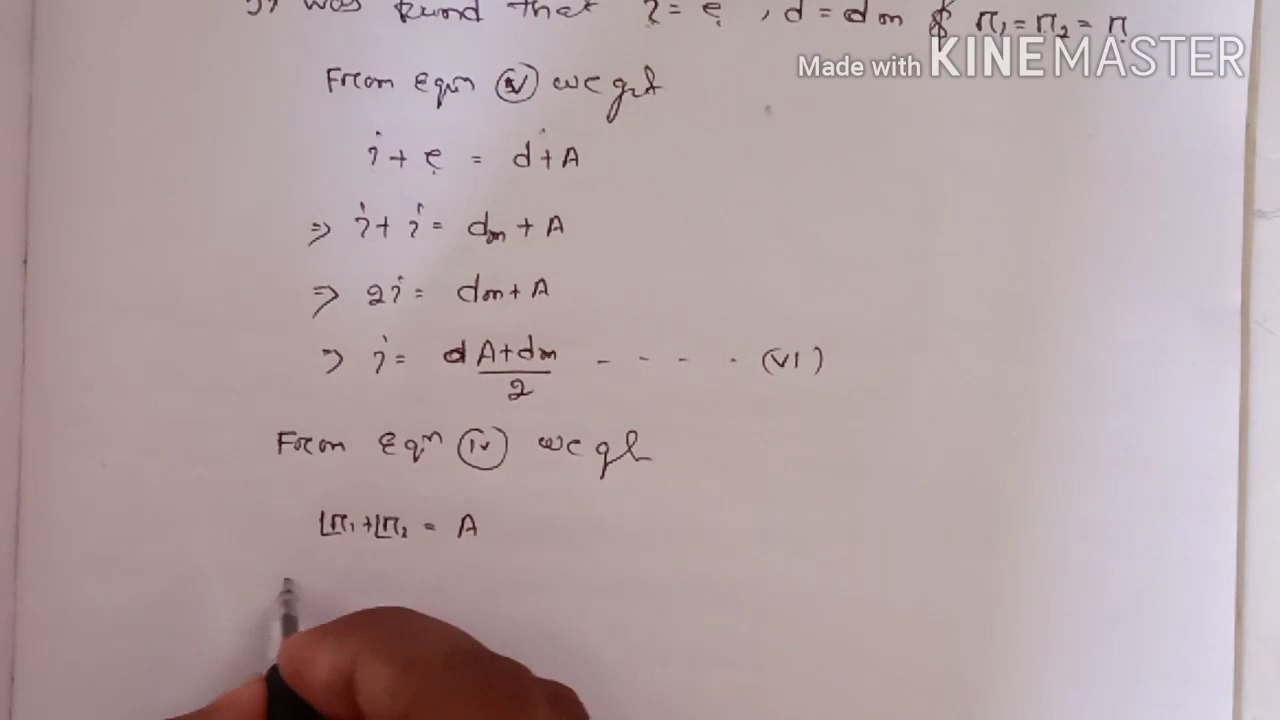 It was found that i = e , d = dm & r1 = r2 = r
Made with KINEMASTER
From eqn (V) we get
i + e = d + A
⇒ i + i = dm + A
⇒ 2i = dm + A
⇒ i = A+dm / 2 - - - - . (VI)
From Eqn (IV) we get
∠r1 + ∠r2 = A